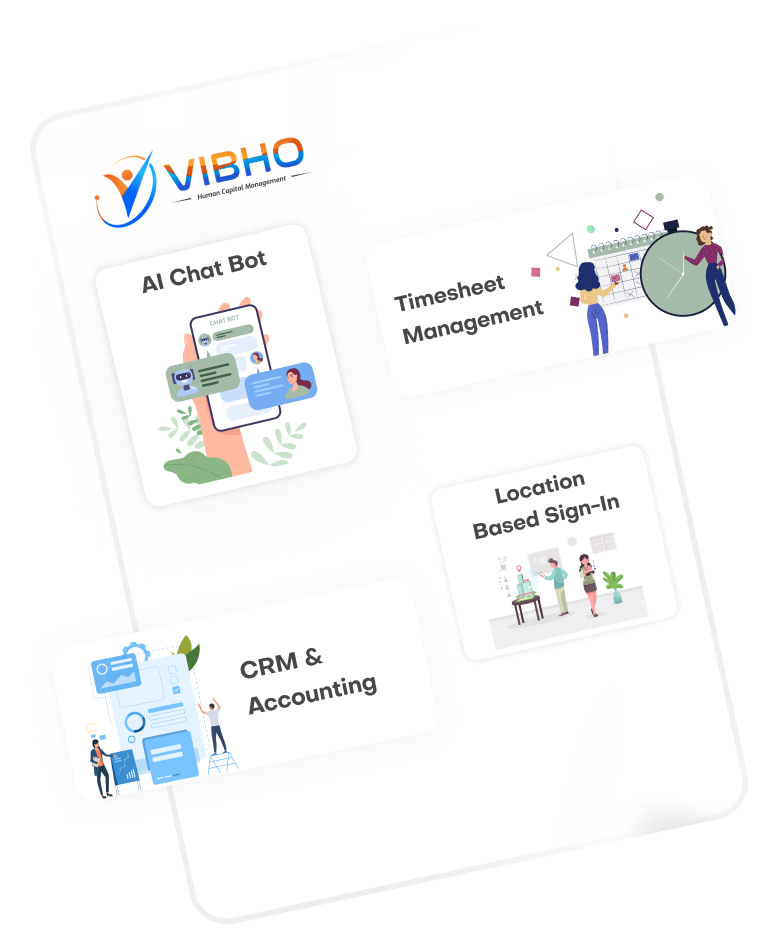 VIBHO
Human Capital Management
AI Chat Bot
CHAT BOT
Timesheet
Management
Location
Based Sign-In
CRM &
Accounting